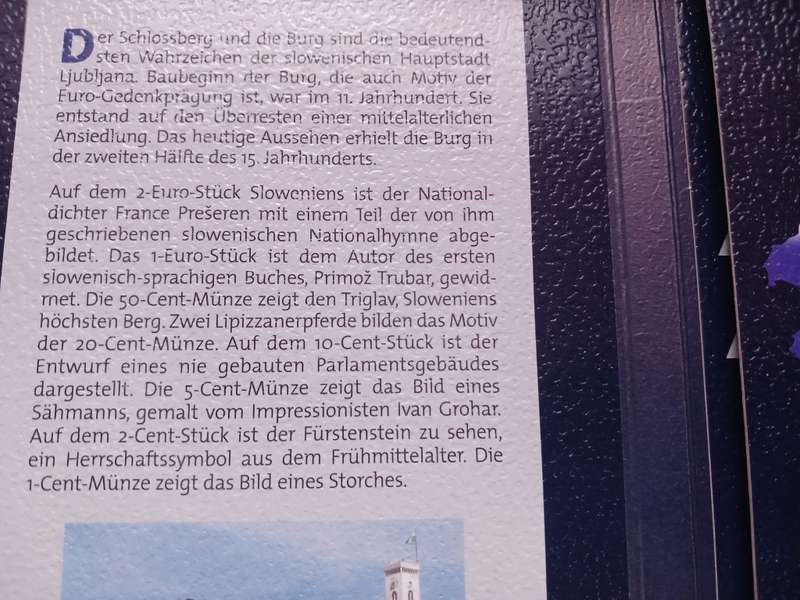 Der Schlossberg und die Burg sind die bedeutend-
sten Wahrzeichen der slowenischen Hauptstadt
Ljubljana. Baubeginn der Burg, die auch Motiv der
Euro-Gedenkprägung ist, war im 11. Jahrhundert. Sie
entstand auf den Überresten einer mittelalterlichen
Ansiedlung. Das heutige Aussehen erhielt die Burg in
der zweiten Hälfte des 15. Jahrhunderts.
Auf dem 2-Euro-Stück Sloweniens ist der National-
dichter France Prešeren mit einem Teil der von ihm
geschriebenen slowenischen Nationalhymne abge-
bildet. Das 1-Euro-Stück ist dem Autor des ersten
slowenisch-sprachigen Buches, Primož Trubar, gewid-
met. Die 50-Cent-Münze zeigt den Triglav, Sloweniens
höchsten Berg. Zwei Lipizzanerpferde bilden das Motiv
der 20-Cent-Münze. Auf dem 10-Cent-Stück ist der
Entwurf eines nie gebauten Parlamentsgebäudes
dargestellt. Die 5-Cent-Münze zeigt das Bild eines
Sähmanns, gemalt vom Impressionisten Ivan Grohar.
Auf dem 2-Cent-Stück ist der Fürstenstein zu sehen,
ein Herrschaftssymbol aus dem Frühmittelalter. Die
1-Cent-Münze zeigt das Bild eines Storches.